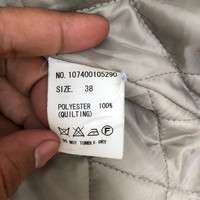 NO. 107400105290
SIZE. 38
POLYESTER 100%
(QUILTING)
DO NOT TUMBLE DRY